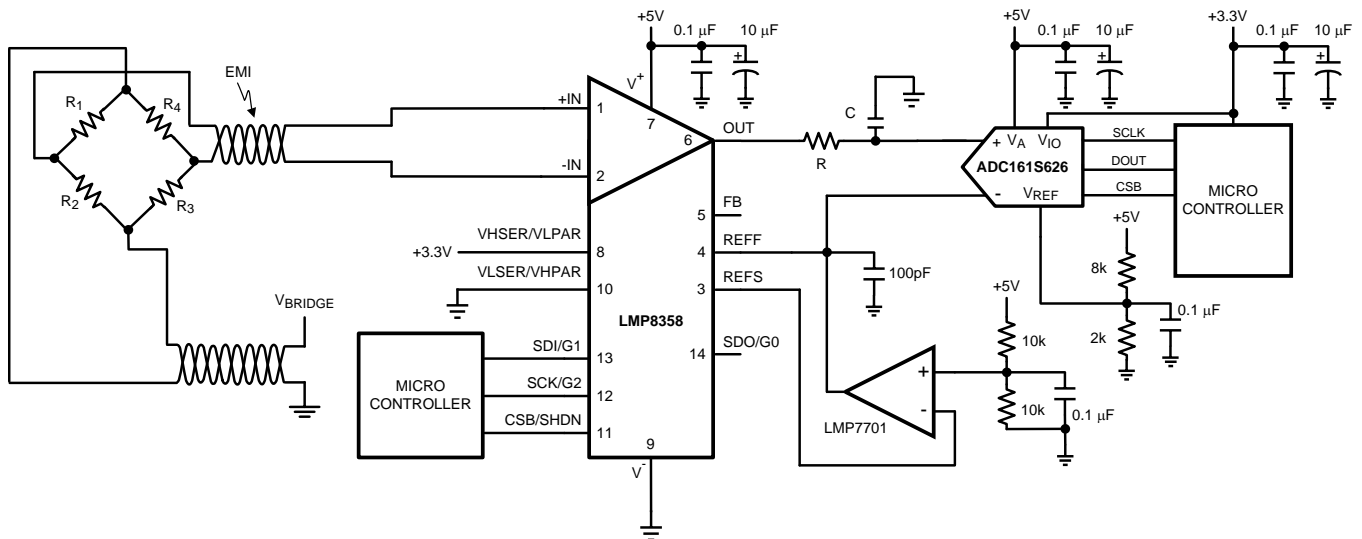 +5V
0.1 µF
10 µF
+5V
0.1 µF
10 µF
+3.3V
0.1 µF
10 µF
EMI
R1
R4
R2
R3
V+
+IN
1
7
-IN
2
6
OUT
R
C
+
VA
VIO
ADC161S626
-
VREF
SCLK
DOUT
CSB
MICRO
CONTROLLER
5
FB
VHSER/VLPAR
+3.3V
8
4
REFF
100pF
VLSER/VHPAR
10
3
REFS
LMP8358
+5V
8k
0.1 µF
2k
+5V
10k
10k
0.1 µF
VBRIDGE
MICRO
CONTROLLER
SDI/G1
13
14
SDO/G0
SCK/G2
12
CSB/SHDN
11
+
-
LMP7701
9
V-